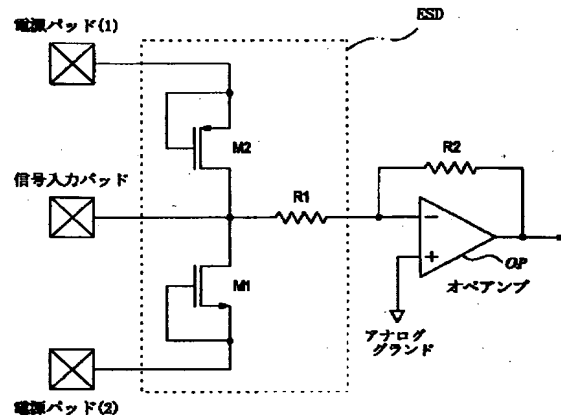 ESD
電源パッド(1)
M2
R2
信号入力パッド
R1
−
+
M1
OP
オペアンプ
アナログ
グランド
電源パッド(2)